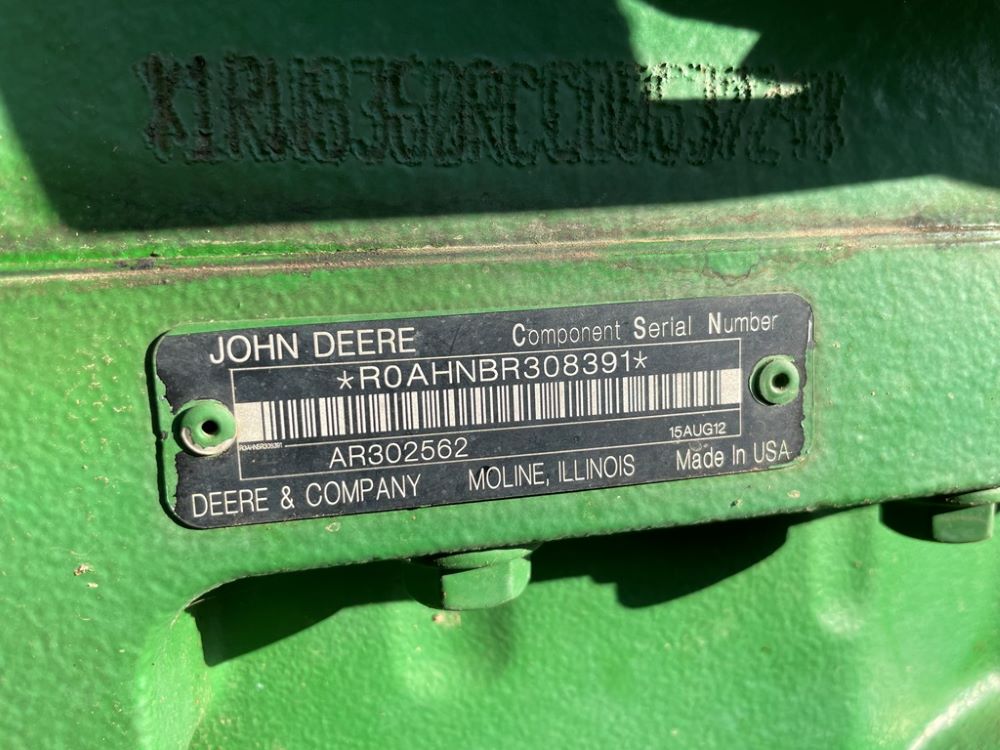 JOHN DEERE Component Serial Number
*R0AHNBR308391*
AR302562 15AUG12
DEERE & COMPANY MOLINE, ILLINOIS Made In USA